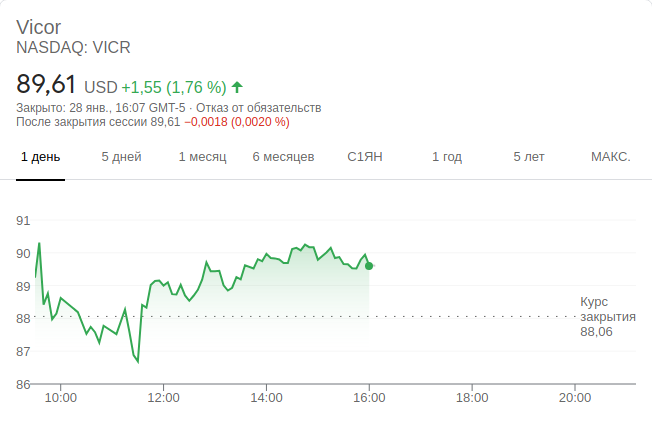 Vicor
NASDAQ: VICR
89,61 USD +1,55 (1,76 %)
Закрыто: 28 янв., 16:07 GMT-5 · Отказ от обязательств
После закрытия сессии 89,61 −0,0018 (0,0020 %)
1 день 5 дней 1 месяц 6 месяцев С1ЯН 1 год 5 лет МАКС.
91
90
89
88
87
86
Курс
закрытия
88,06
10:00 12:00 14:00 16:00 18:00 20:00